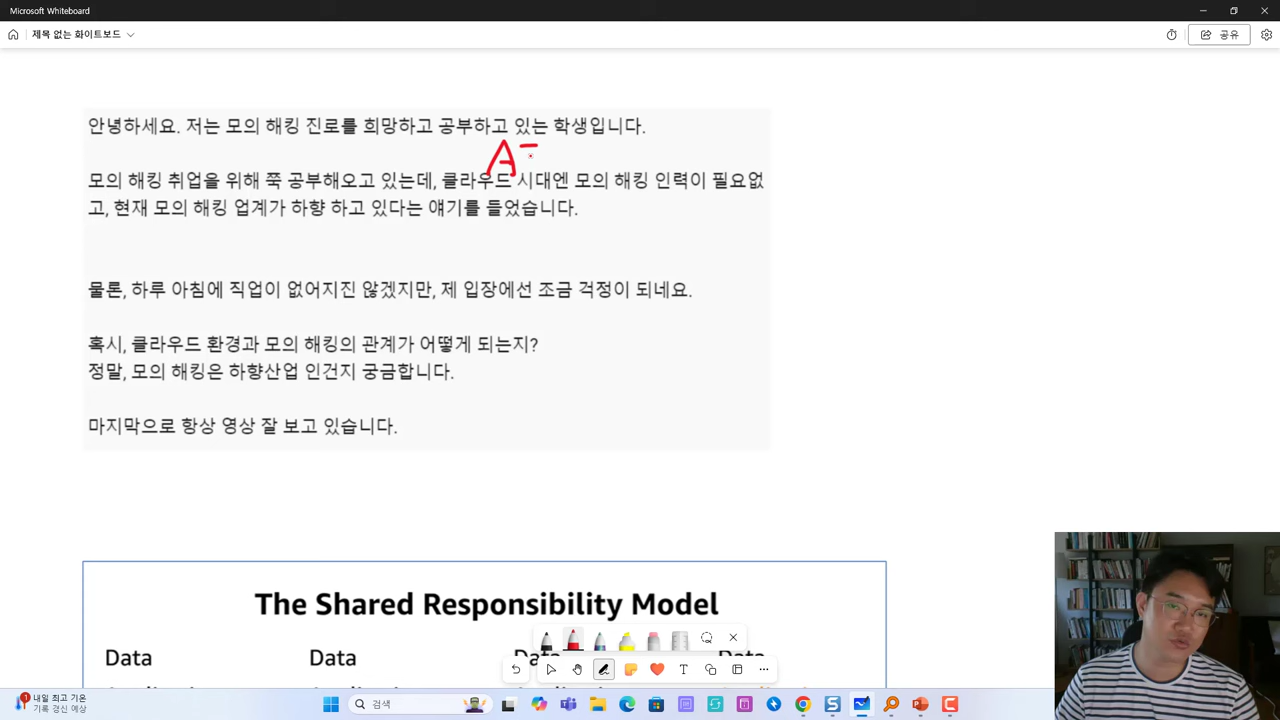 Microsoft Whiteboard
제목 없는 화이트보드
공유
안녕하세요. 저는 모의 해킹 진로를 희망하고 공부하고 있는 학생입니다.
A
모의 해킹 취업을 위해 쭉 공부해오고 있는데, 클라우드 시대엔 모의 해킹 인력이 필요없
고, 현재 모의 해킹 업계가 하향 하고 있다는 얘기를 들었습니다.
물론, 하루 아침에 직업이 없어지진 않겠지만, 제 입장에선 조금 걱정이 되네요.
혹시, 클라우드 환경과 모의 해킹의 관계가 어떻게 되는지?
정말, 모의 해킹은 하향산업 인건지 궁금합니다.
마지막으로 항상 영상 잘 보고 있습니다.
The Shared Responsibility Model
Data Data Data Data
내일 최고 기온
기록 경신 예상
검색